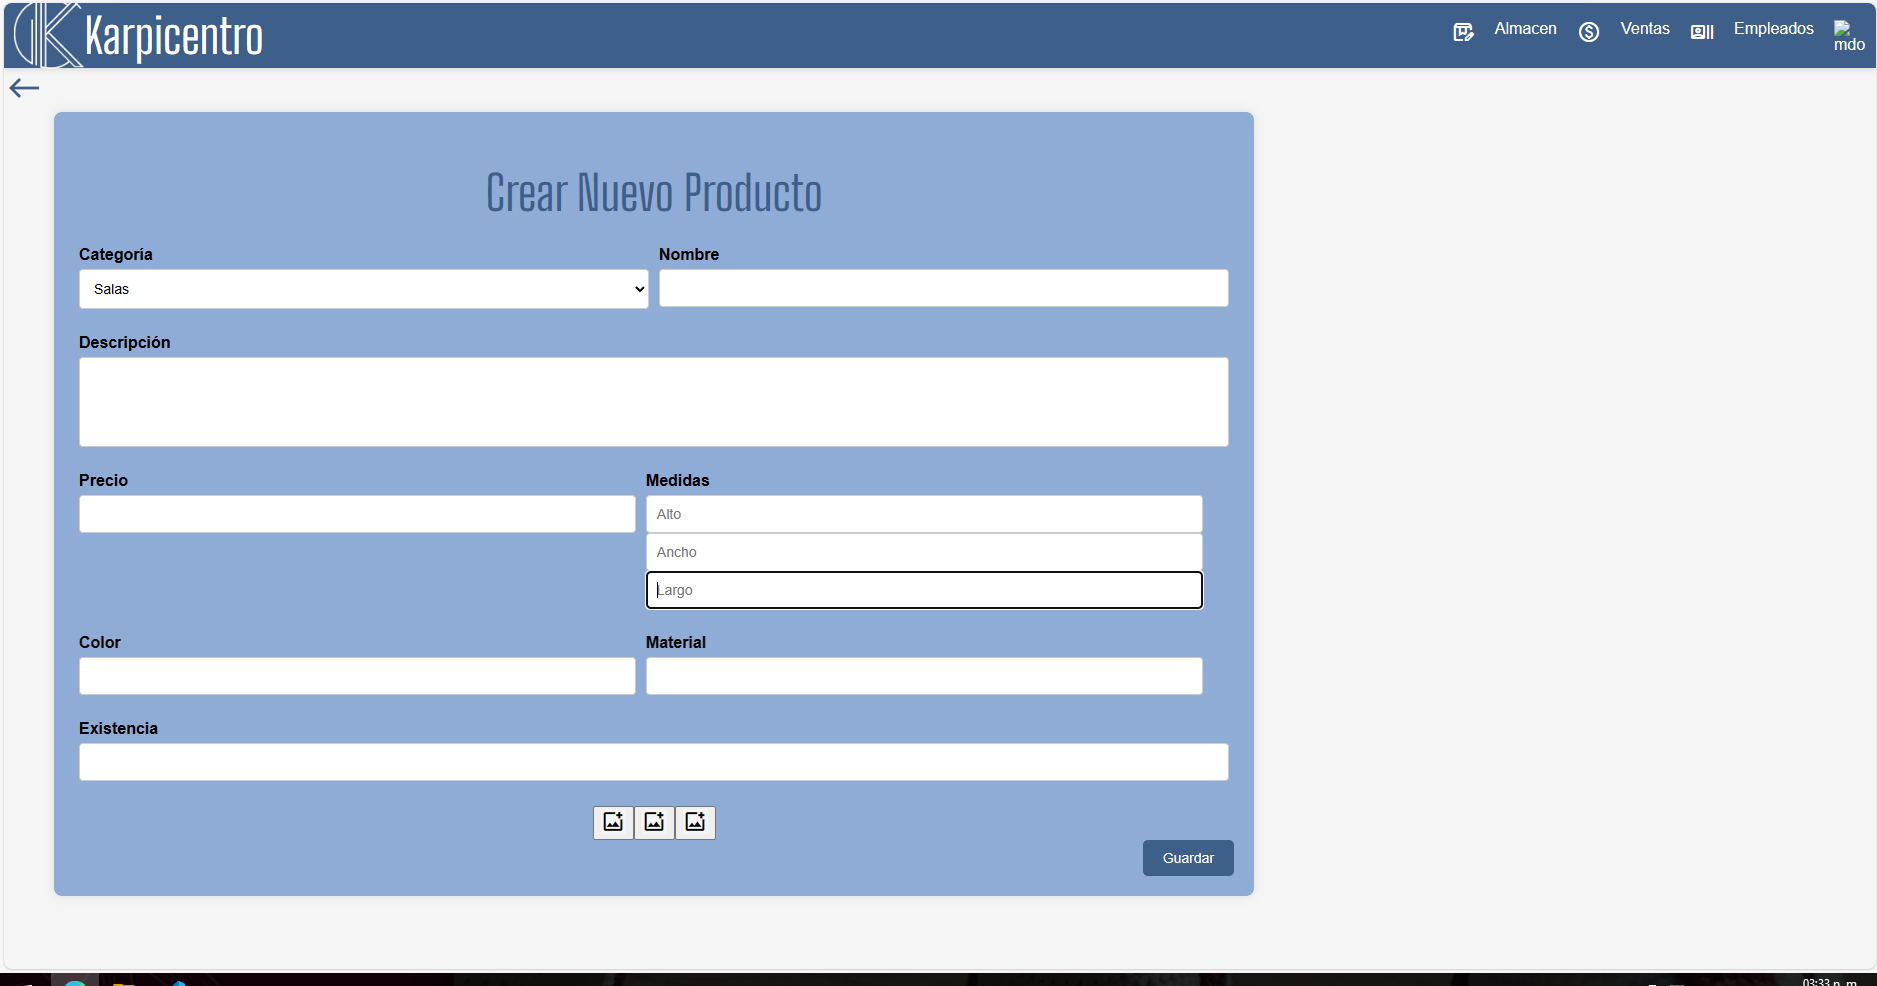 Karpicentro
Almacen
Ventas
Empleados
mdo
Crear Nuevo Producto
Categoría
Nombre
Salas
Descripción
Precio
Medidas
Alto
Ancho
Largo
Color
Material
Existencia
Guardar
03:33 p. m.